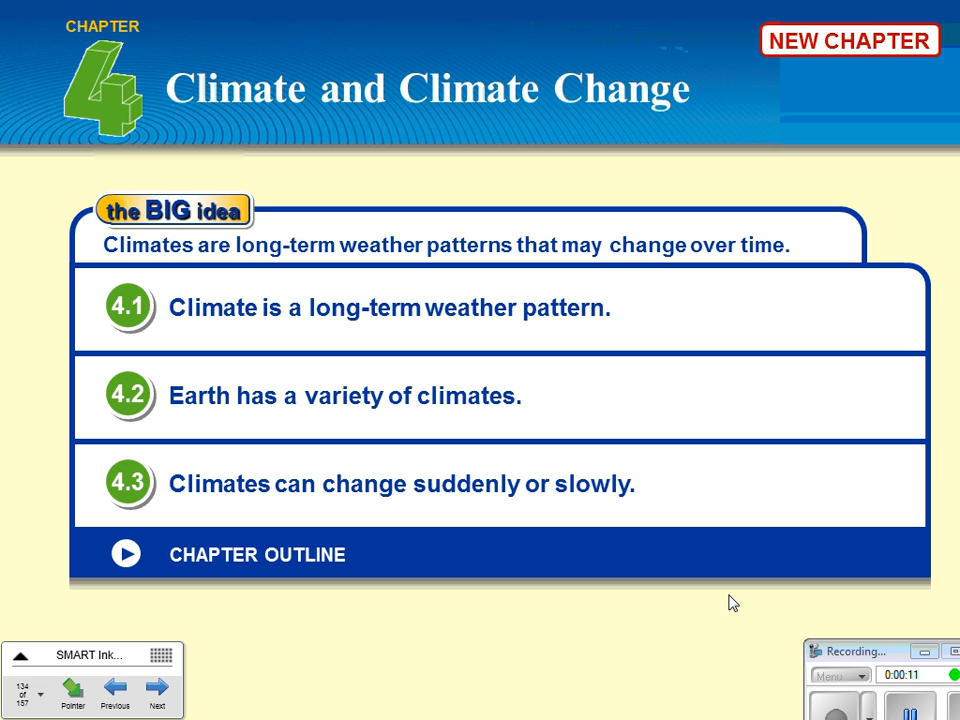 CHAPTER
4
NEW CHAPTER
Climate and Climate Change
the BIG idea
Climates are long-term weather patterns that may change over time.
4.1 Climate is a long-term weather pattern.
4.2 Earth has a variety of climates.
4.3 Climates can change suddenly or slowly.
CHAPTER OUTLINE
SMART Ink...
134
of
157
Pointer Previous Next
Recording...
Menu 0:00:11